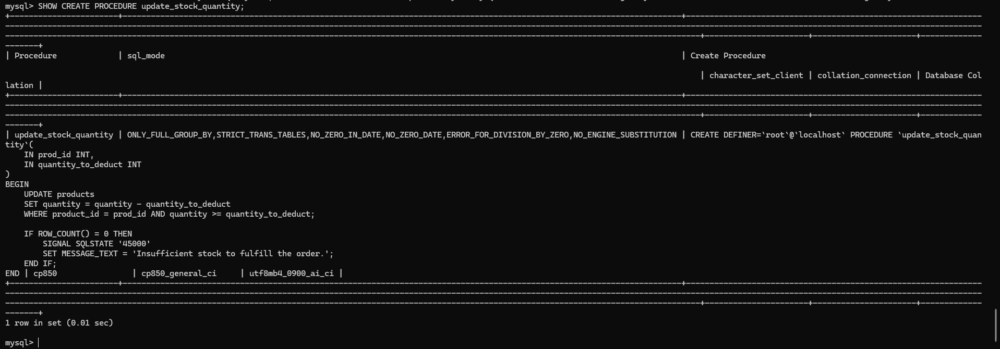 mysql> SHOW CREATE PROCEDURE update_stock_quantity;
| Procedure | sql_mode | Create Procedure
| character_set_client | collation_connection | Database Col
lation |
| update_stock_quantity | ONLY_FULL_GROUP_BY,STRICT_TRANS_TABLES,NO_ZERO_IN_DATE,NO_ZERO_DATE,ERROR_FOR_DIVISION_BY_ZERO,NO_ENGINE_SUBSTITUTION | CREATE DEFINER=`root`@`localhost` PROCEDURE `update_stock_quan
tity`(
    IN prod_id INT,
    IN quantity_to_deduct INT
)
BEGIN
    UPDATE products
    SET quantity = quantity - quantity_to_deduct
    WHERE product_id = prod_id AND quantity >= quantity_to_deduct;
    IF ROW_COUNT() = 0 THEN
        SIGNAL SQLSTATE '45000'
        SET MESSAGE_TEXT = 'Insufficient stock to fulfill the order.';
    END IF;
END | cp850 | cp850_general_ci | utf8mb4_0900_ai_ci |
1 row in set (0.01 sec)
mysql>